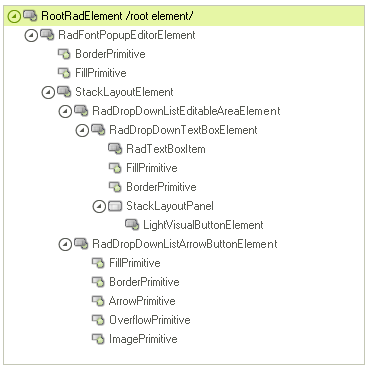 RootRadElement /root element/
RadFontPopupEditorElement
BorderPrimitive
FillPrimitive
StackLayoutElement
RadDropDownListEditableAreaElement
RadDropDownTextBoxElement
RadTextBoxItem
FillPrimitive
BorderPrimitive
StackLayoutPanel
LightVisualButtonElement
RadDropDownListArrowButtonElement
FillPrimitive
BorderPrimitive
ArrowPrimitive
OverflowPrimitive
ImagePrimitive